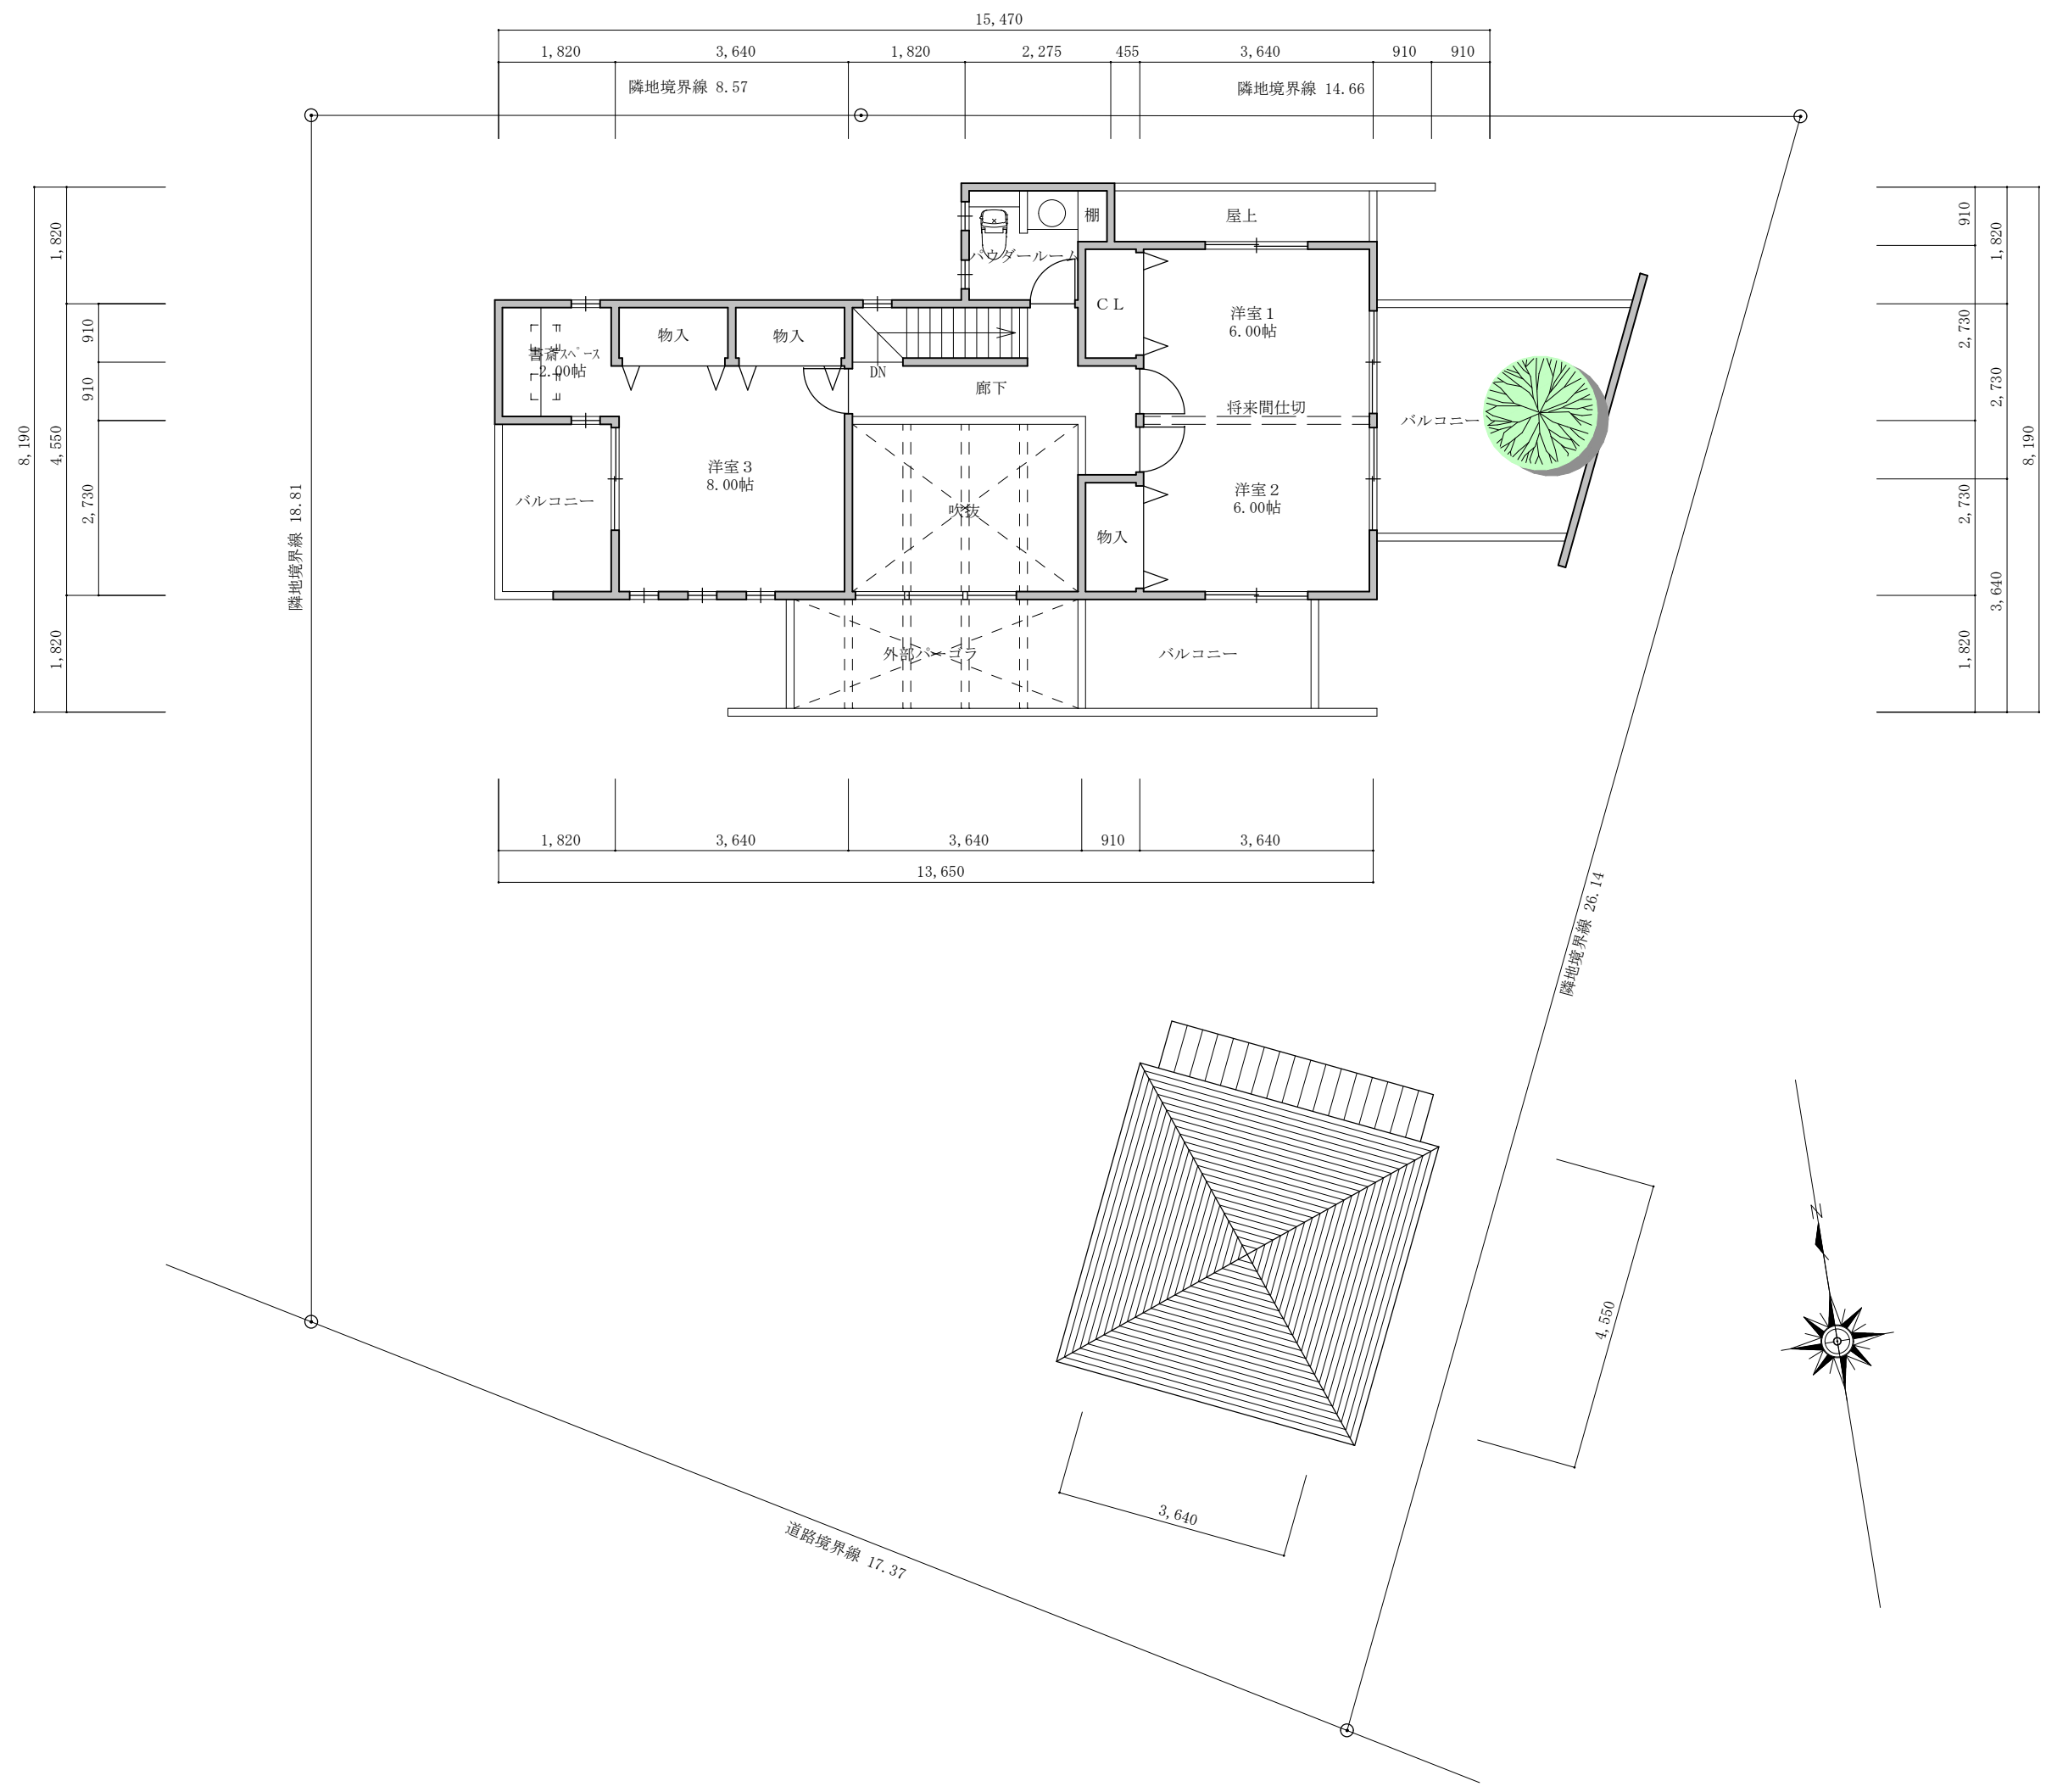 15,470
1,820
3,640
1,820
2,275
455
3,640
910
910
隣地境界線 8.57
隣地境界線 14.66
8,190
1,820
4,550
1,820
910
910
2,730
隣地境界線 18.81
棚
屋上
パウダールーム
CL
洋室1
6.00帖
物入
物入
書斎スペース
2.00帖
DN
廊下
将来間仕切
バルコニー
洋室3
8.00帖
洋室2
6.00帖
バルコニー
吹抜
物入
外部パーゴラ
バルコニー
910
2,730
2,730
1,820
1,820
2,730
3,640
8,190
1,820
3,640
3,640
910
3,640
13,650
隣地境界線 26.14
N
4,550
3,640
道路境界線 17.37